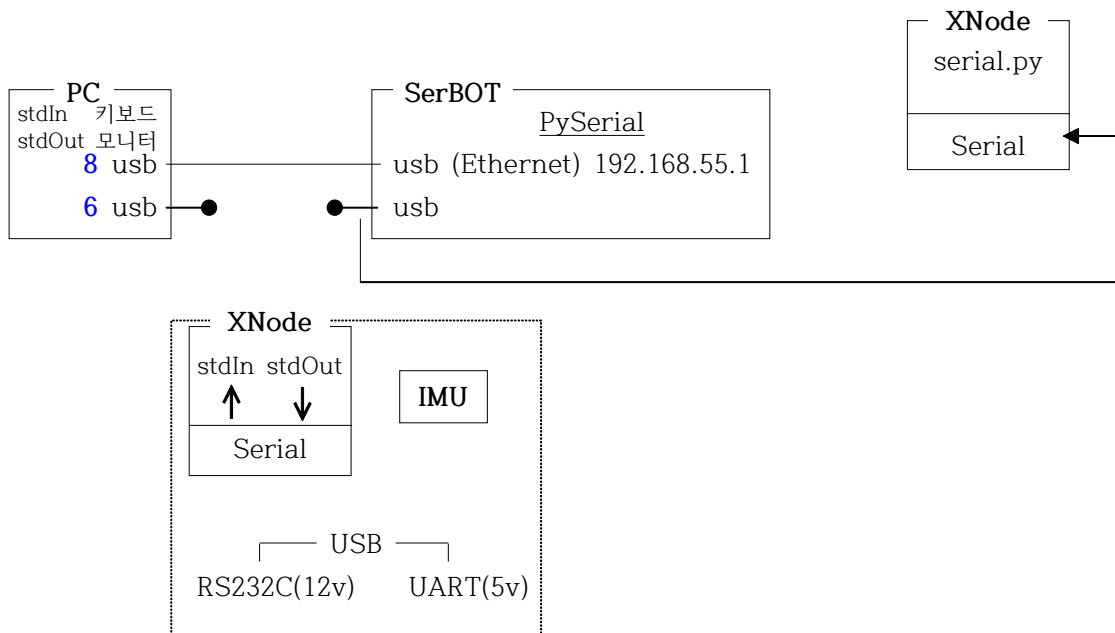 XNode
serial.py
Serial
PC
stdIn 키보드
stdOut 모니터
8 usb
6 usb
SerBOT
PySerial
usb (Ethernet) 192.168.55.1
usb
XNode
stdIn stdOut
Serial
IMU
USB
RS232C(12v) UART(5v)